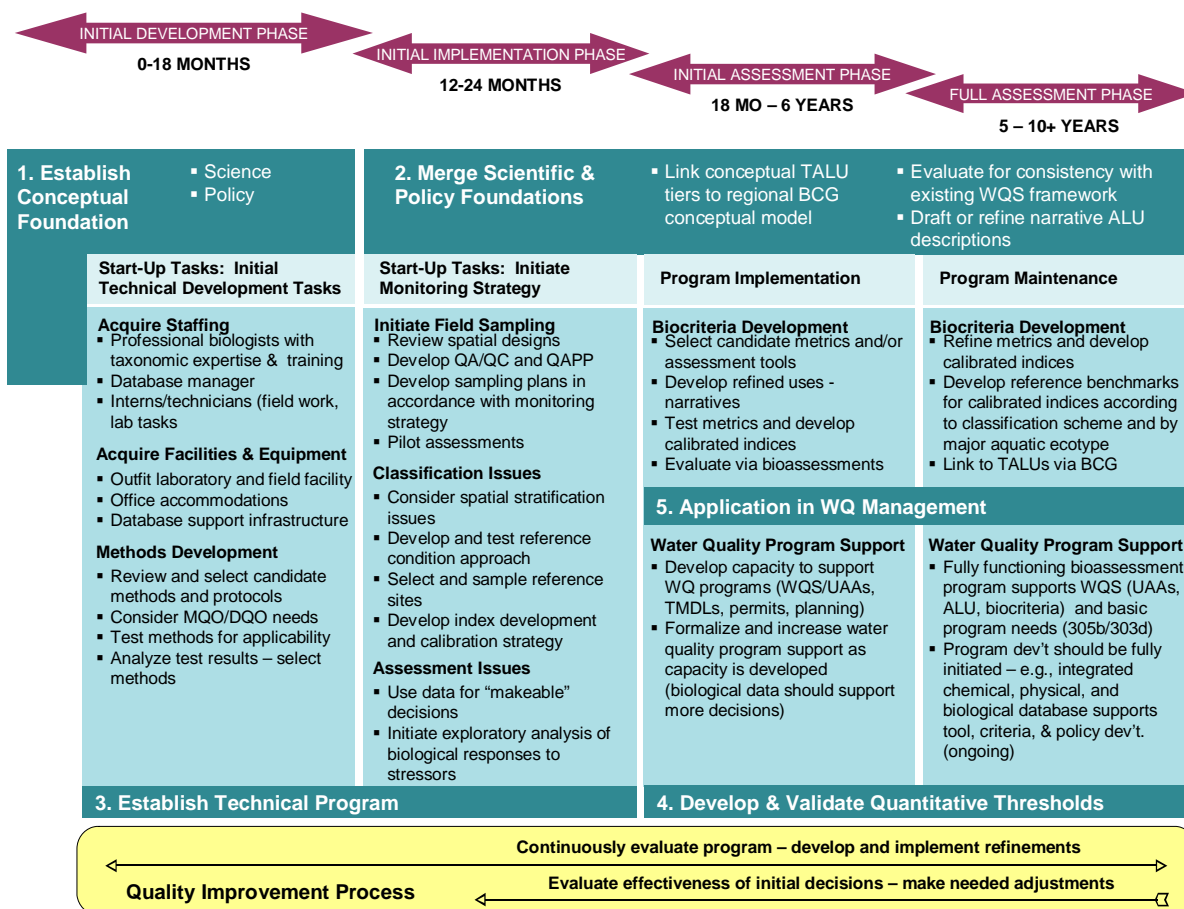 INITIAL DEVELOPMENT PHASE
0-18 MONTHS
INITIAL IMPLEMENTATION PHASE
12-24 MONTHS
INITIAL ASSESSMENT PHASE
18 MO – 6 YEARS
FULL ASSESSMENT PHASE
5 – 10+ YEARS
1. Establish
Conceptual
Foundation
▪ Science
▪ Policy
2. Merge Scientific &
Policy Foundations
▪ Link conceptual TALU
tiers to regional BCG
conceptual model
▪ Evaluate for consistency with
existing WQS framework
▪ Draft or refine narrative ALU
descriptions
Start-Up Tasks: Initial
Technical Development Tasks
Acquire Staffing
▪ Professional biologists with
taxonomic expertise & training
▪ Database manager
▪ Interns/technicians (field work,
lab tasks
Acquire Facilities & Equipment
▪ Outfit laboratory and field facility
▪ Office accommodations
▪ Database support infrastructure
Methods Development
▪ Review and select candidate
methods and protocols
▪ Consider MQO/DQO needs
▪ Test methods for applicability
▪ Analyze test results – select
methods
Start-Up Tasks: Initiate
Monitoring Strategy
Initiate Field Sampling
▪ Review spatial designs
▪ Develop QA/QC and QAPP
▪ Develop sampling plans in
accordance with monitoring
strategy
▪ Pilot assessments
Classification Issues
▪ Consider spatial stratification
issues
▪ Develop and test reference
condition approach
▪ Select and sample reference
sites
▪ Develop index development
and calibration strategy
Assessment Issues
▪ Use data for “makeable”
decisions
▪ Initiate exploratory analysis of
biological responses to
stressors
3. Establish Technical Program
Program Implementation
Biocriteria Development
▪ Select candidate metrics and/or
assessment tools
▪ Develop refined uses -
narratives
▪ Test metrics and develop
calibrated indices
▪ Evaluate via bioassessments
Program Maintenance
Biocriteria Development
▪ Refine metrics and develop
calibrated indices
▪ Develop reference benchmarks
for calibrated indices according
to classification scheme and by
major aquatic ecotype
▪ Link to TALUs via BCG
5. Application in WQ Management
Water Quality Program Support
▪ Develop capacity to support
WQ programs (WQS/UAAs,
TMDLs, permits, planning)
▪ Formalize and increase water
quality program support as
capacity is developed
(biological data should support
more decisions)
Water Quality Program Support
▪ Fully functioning bioassessment
program supports WQS (UAAs,
ALU, biocriteria) and basic
program needs (305b/303d)
▪ Program dev’t should be fully
initiated – e.g., integrated
chemical, physical, and
biological database supports
tool, criteria, & policy dev’t.
(ongoing)
4. Develop & Validate Quantitative Thresholds
Continuously evaluate program – develop and implement refinements
Quality Improvement Process
Evaluate effectiveness of initial decisions – make needed adjustments